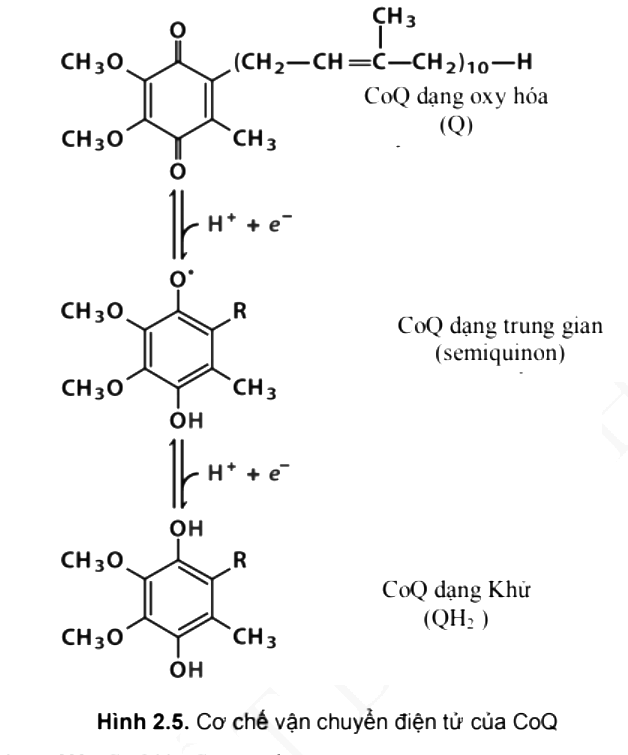 CH₃
O
CH₃O (CH₂—CH=C—CH₂)₁₀—H
CoQ dạng oxy hóa
(Q)
CH₃O CH₃
O
H⁺ + e⁻
O•
CH₃O R
CoQ dạng trung gian
(semiquinon)
CH₃O CH₃
OH
H⁺ + e⁻
OH
CH₃O R
CoQ dạng Khử
(QH₂ )
CH₃O CH₃
OH
Hình 2.5. Cơ chế vận chuyển điện tử của CoQ